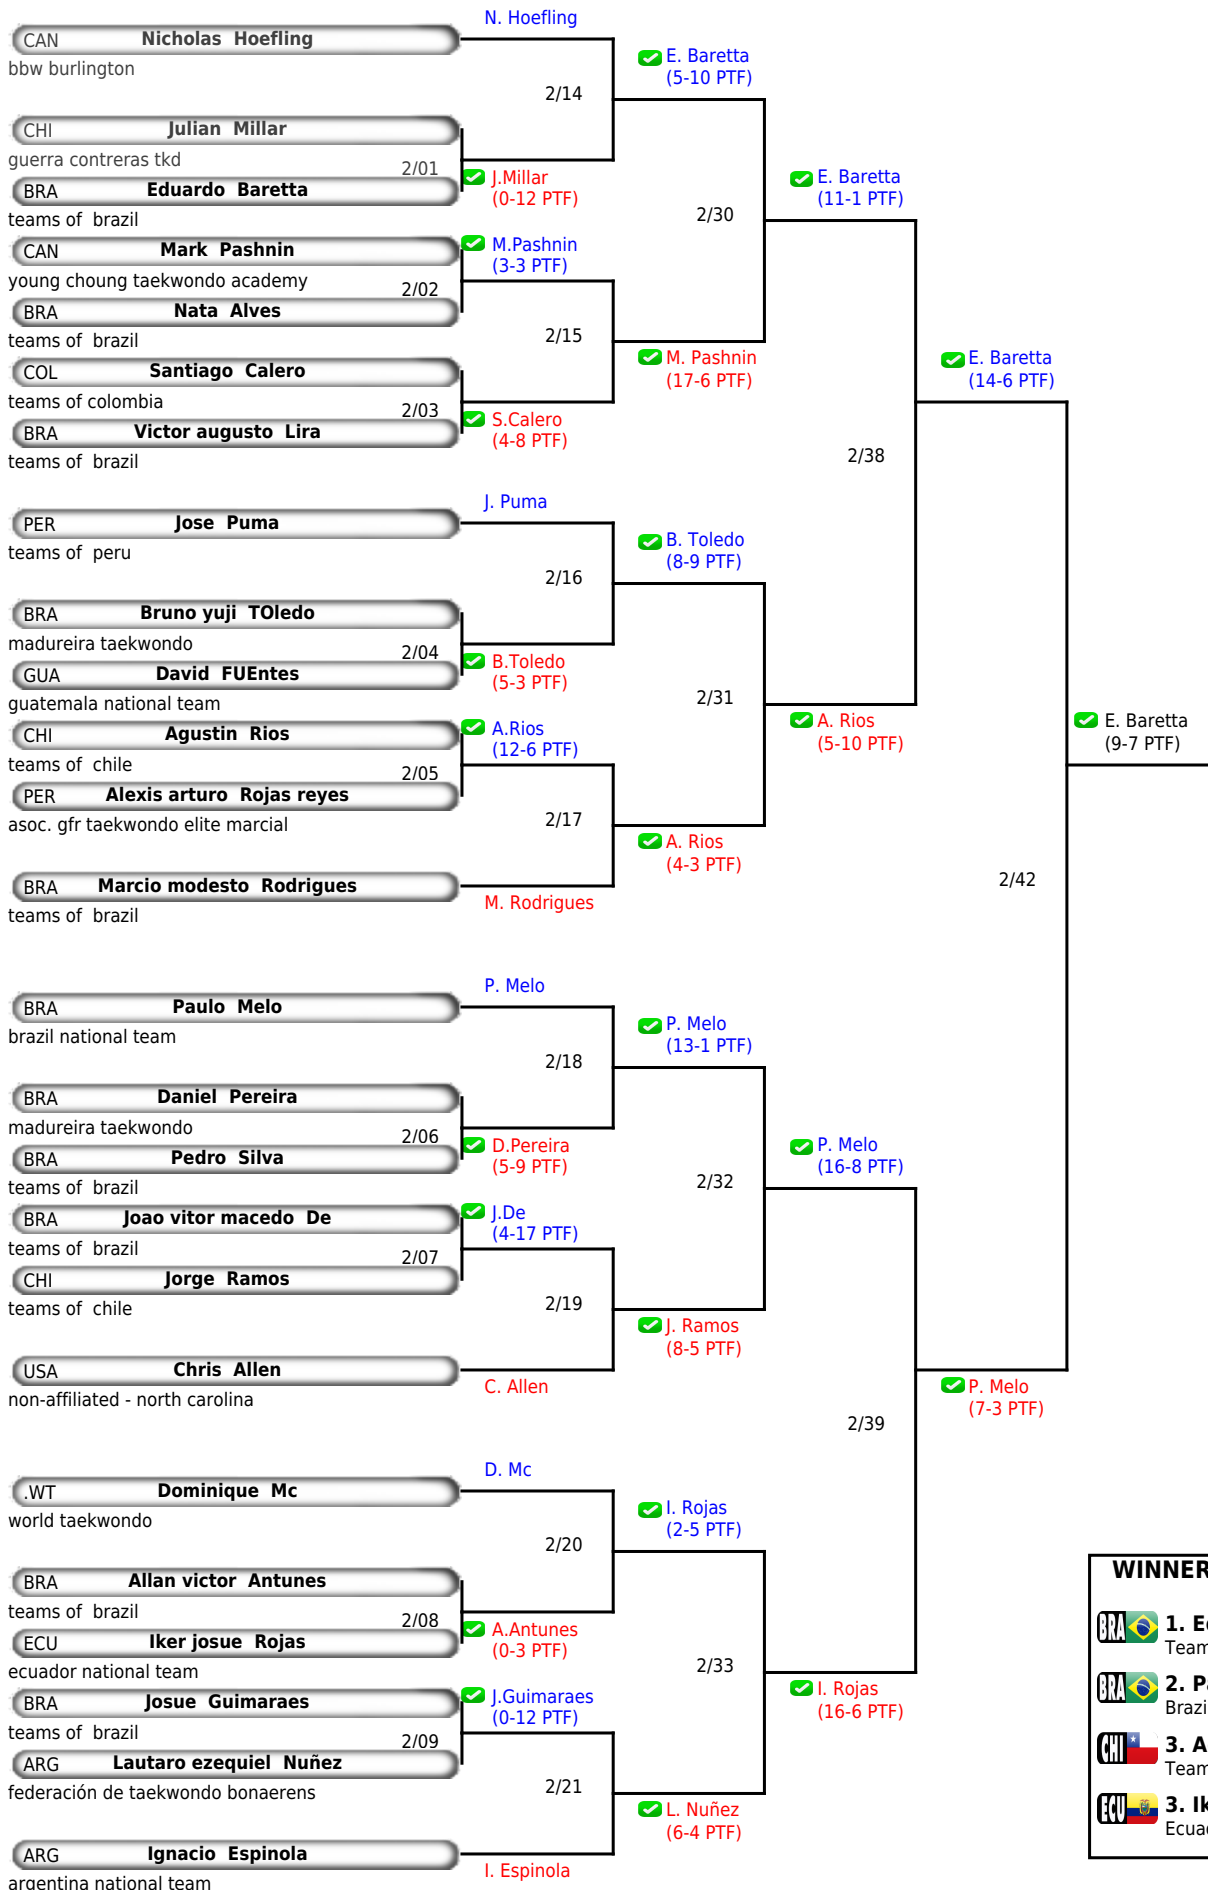 N. Hoefling
CAN Nicholas Hoefling
bbw burlington
E. Baretta
(5-10 PTF)
2/14
CHI Julian Millar
guerra contreras tkd
2/01
J.Millar
(0-12 PTF)
BRA Eduardo Baretta
teams of brazil
E. Baretta
(11-1 PTF)
2/30
CAN Mark Pashnin
young choung taekwondo academy
M.Pashnin
(3-3 PTF)
2/02
BRA Nata Alves
teams of brazil
2/15
M. Pashnin
(17-6 PTF)
COL Santiago Calero
teams of colombia
2/03
S.Calero
(4-8 PTF)
BRA Victor augusto Lira
teams of brazil
E. Baretta
(14-6 PTF)
2/38
J. Puma
PER Jose Puma
teams of peru
B. Toledo
(8-9 PTF)
2/16
BRA Bruno yuji TOledo
madureira taekwondo
2/04
B.Toledo
(5-3 PTF)
GUA David FUEntes
guatemala national team
2/31
A. Rios
(5-10 PTF)
CHI Agustin Rios
teams of chile
A.Rios
(12-6 PTF)
2/05
PER Alexis arturo Rojas reyes
asoc. gfr taekwondo elite marcial
2/17
A. Rios
(4-3 PTF)
BRA Marcio modesto Rodrigues
teams of brazil
M. Rodrigues
E. Baretta
(9-7 PTF)
2/42
P. Melo
BRA Paulo Melo
brazil national team
P. Melo
(13-1 PTF)
2/18
BRA Daniel Pereira
madureira taekwondo
2/06
D.Pereira
(5-9 PTF)
BRA Pedro Silva
teams of brazil
P. Melo
(16-8 PTF)
2/32
BRA Joao vitor macedo De
teams of brazil
J.De
(4-17 PTF)
2/07
CHI Jorge Ramos
teams of chile
2/19
J. Ramos
(8-5 PTF)
USA Chris Allen
non-affiliated - north carolina
C. Allen
P. Melo
(7-3 PTF)
2/39
D. Mc
.WT Dominique Mc
world taekwondo
I. Rojas
(2-5 PTF)
2/20
BRA Allan victor Antunes
teams of brazil
2/08
A.Antunes
(0-3 PTF)
ECU Iker josue Rojas
ecuador national team
2/33
I. Rojas
(16-6 PTF)
BRA Josue Guimaraes
teams of brazil
J.Guimaraes
(0-12 PTF)
2/09
ARG Lautaro ezequiel Nuñez
federación de taekwondo bonaerens
2/21
L. Nuñez
(6-4 PTF)
ARG Ignacio Espinola
argentina national team
I. Espinola
WINNER
BRA 1. E
Team
BRA 2. Pa
Brazi
CHI 3. A
Team
ECU 3. Ik
Ecua